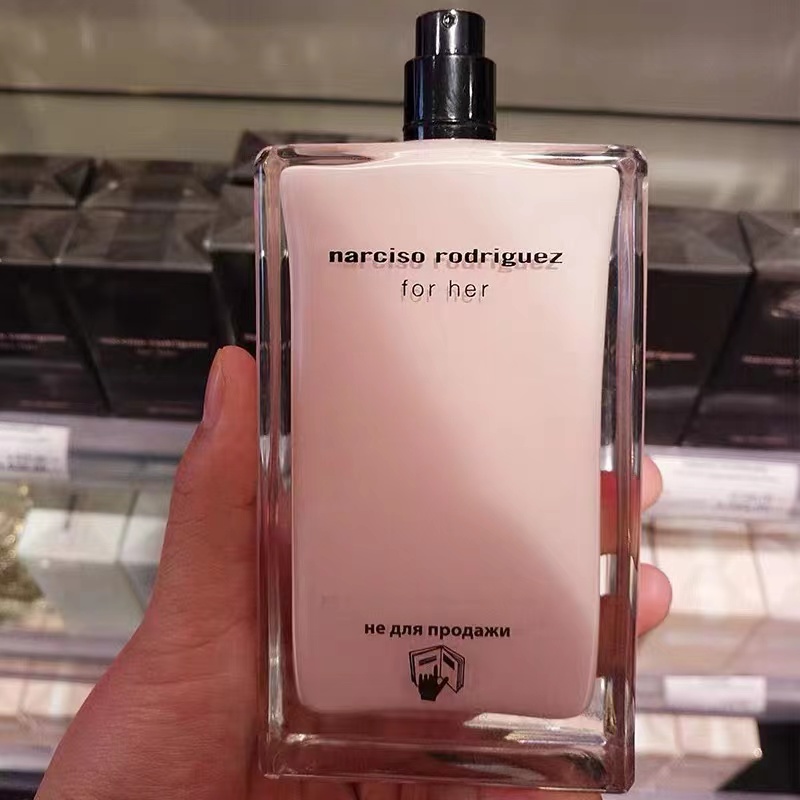 narciso rodriguez
for her
не для продажи